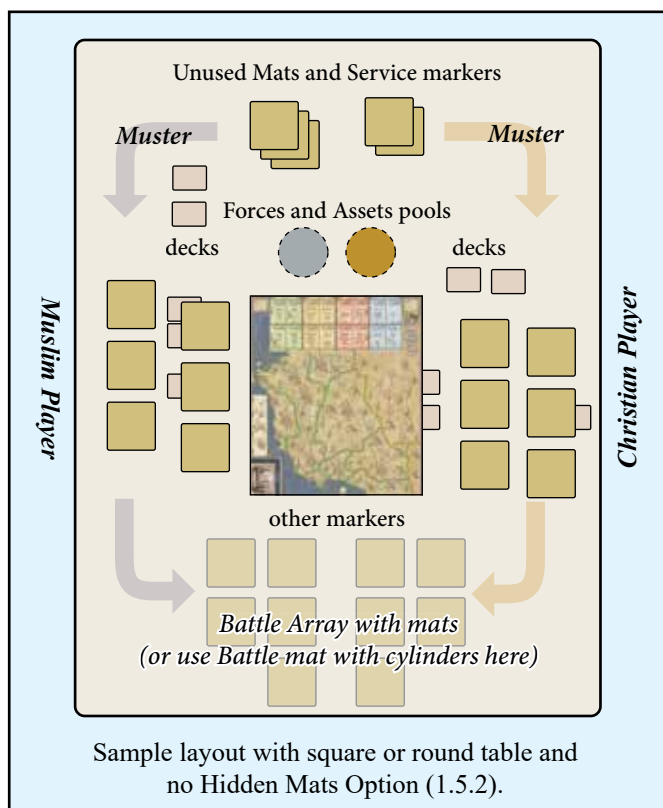 Unused Mats and Service markers
Muster
Muster
Forces and Assets pools
decks
decks
Muslim Player
Christian Player
other markers
Battle Array with mats
(or use Battle mat with cylinders here)
Sample layout with square or round table and
no Hidden Mats Option (1.5.2).